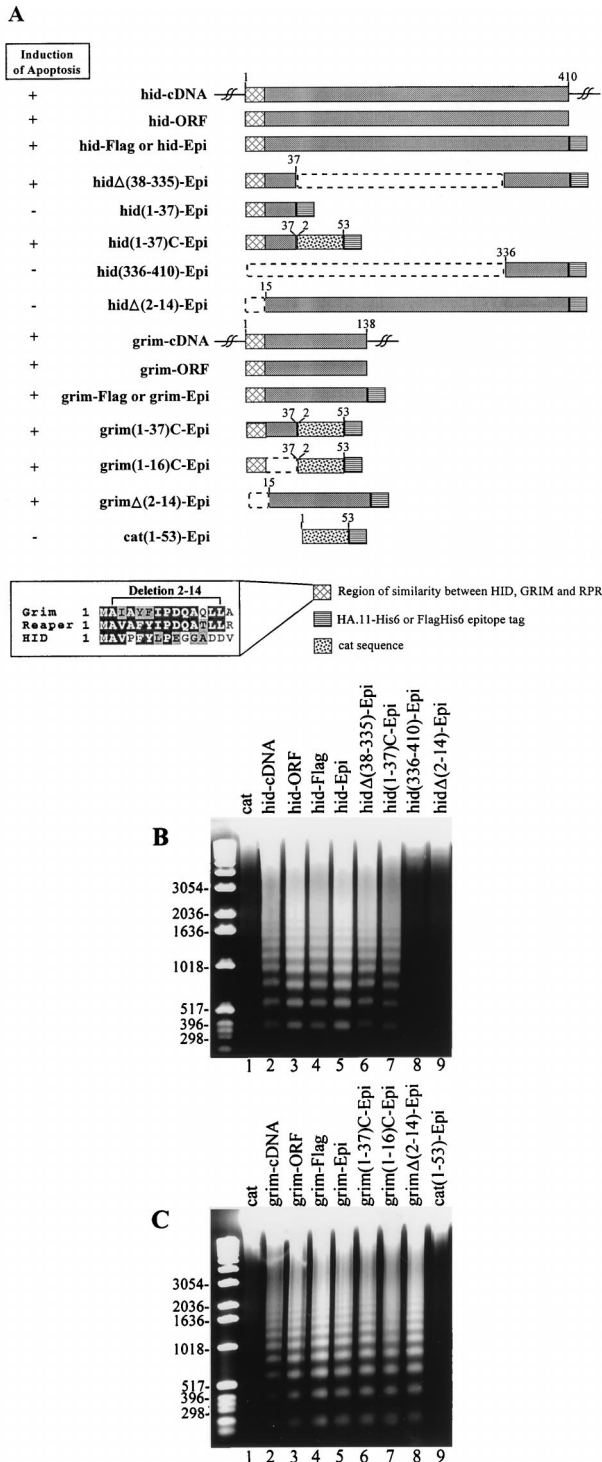 A
Induction
of Apoptosis
1 410
+ hid-cDNA
+ hid-ORF
+ hid-Flag or hid-Epi
37
+ hidΔ(38-335)-Epi
- hid(1-37)-Epi
37 2 53
+ hid(1-37)C-Epi
336
- hid(336-410)-Epi
15
- hidΔ(2-14)-Epi
1 138
+ grim-cDNA
+ grim-ORF
+ grim-Flag or grim-Epi
37 2 53
+ grim(1-37)C-Epi
37 2 53
+ grim(1-16)C-Epi
15
+ grimΔ(2-14)-Epi
1 53
- cat(1-53)-Epi
Deletion 2-14
Grim 1 MAIAYFIPDQAQLLA
Reaper 1 MAVAFYIPDQATLLR
HID 1 MAVPFYLPEGGADDV
Region of similarity between HID, GRIM and RPR
HA.11-His6 or FlagHis6 epitope tag
cat sequence
B
cat
hid-cDNA
hid-ORF
hid-Flag
hid-Epi
hidΔ(38-335)-Epi
hid(1-37)C-Epi
hid(336-410)-Epi
hidΔ(2-14)-Epi
3054-
2036-
1636-
1018-
517-
396-
298-
1 2 3 4 5 6 7 8 9
C
cat
grim-cDNA
grim-ORF
grim-Flag
grim-Epi
grim(1-37)C-Epi
grim(1-16)C-Epi
grimΔ(2-14)-Epi
cat(1-53)-Epi
3054-
2036-
1636-
1018-
517-
396-
298-
1 2 3 4 5 6 7 8 9